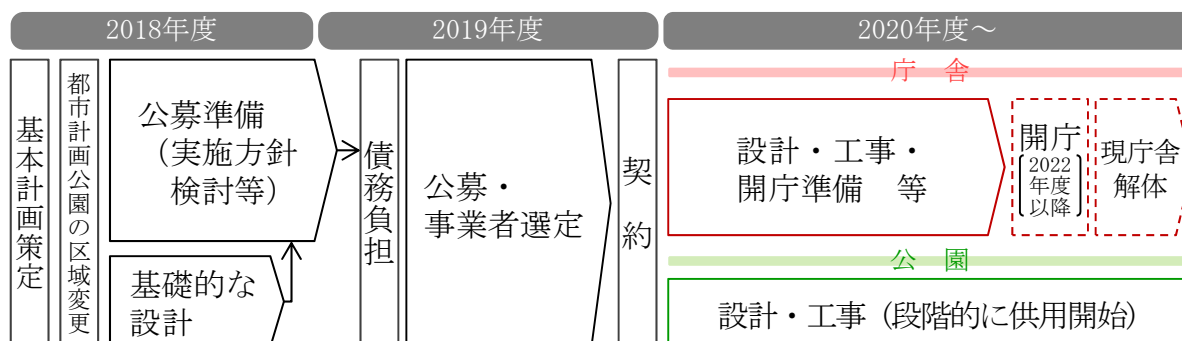 2018年度
2019年度
2020年度～
基本計画策定
都市計画公園の区域変更
公募準備
（実施方針
検討等）
基礎的な
設計
債務負担
公募・
事業者選定
契約
庁 舎
設計・工事・
開庁準備 等
開庁
[2022
年度
以降]
現庁舎
解体
公 園
設計・工事（段階的に供用開始）